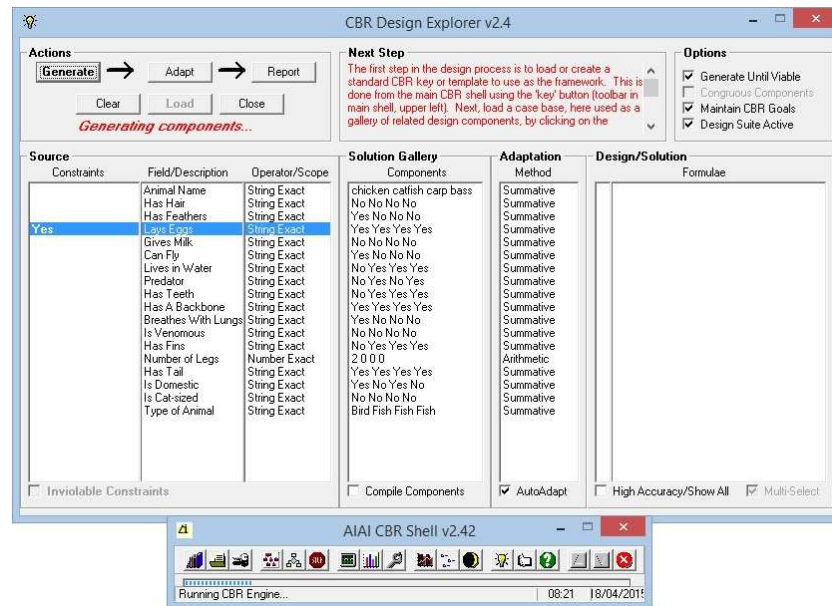 CBR Design Explorer v2.4
Actions
Generate
Adapt
Report
Clear
Load
Close
Generating components...
Next Step
The first step in the design process is to load or create a
standard CBR key or template to use as the framework. This is
done from the main CBR shell using the 'key' button (toolbar in
main shell, upper left). Next, load a case base, here used as a
gallery of related design components, by clicking on the
Options
Generate Until Viable
Congruous Components
Maintain CBR Goals
Design Suite Active
Source
Constraints Field/Description Operator/Scope
Animal Name String Exact
Has Hair String Exact
Has Feathers String Exact
Yes Lays Eggs String Exact
Gives Milk String Exact
Can Fly String Exact
Lives in Water String Exact
Predator String Exact
Has Teeth String Exact
Has A Backbone String Exact
Breathes With Lungs String Exact
Is Venomous String Exact
Has Fins String Exact
Number of Legs Number Exact
Has Tail String Exact
Is Domestic String Exact
Is Cat-sized String Exact
Type of Animal String Exact
Inviolable Constraints
Solution Gallery
Components
chicken catfish carp bass
No No No No
Yes No No No
Yes Yes Yes Yes
No No No No
Yes No No No
No Yes Yes Yes
No Yes No Yes
No Yes Yes Yes
Yes Yes Yes Yes
Yes No No No
No No No No
No Yes Yes Yes
2 0 0 0
Yes Yes Yes Yes
Yes No Yes No
No No No No
Bird Fish Fish Fish
Compile Components
Adaptation
Method
Summative
Summative
Summative
Summative
Summative
Summative
Summative
Summative
Summative
Summative
Summative
Summative
Summative
Arithmetic
Summative
Summative
Summative
Summative
AutoAdapt
Design/Solution
Formulae
High Accuracy/Show All
Multi-Select
AIAI CBR Shell v2.42
Running CBR Engine...
08:21
18/04/2015